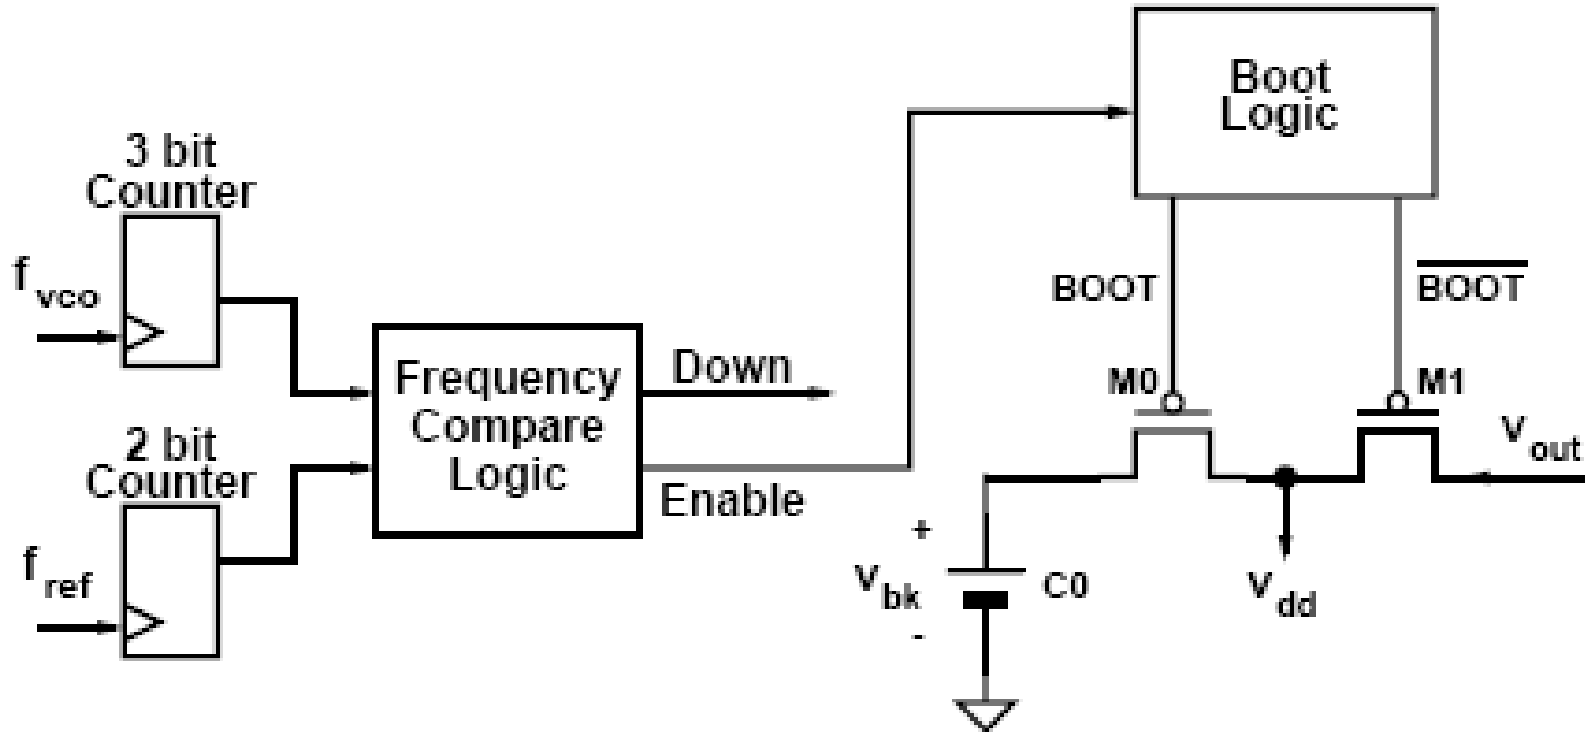 3 bit
Counter
f vco
2 bit
Counter
f ref
Frequency
Compare
Logic
Down
Enable
Boot
Logic
BOOT
BOOT
M0
M1
V out
+
V bk
-
C0
V dd